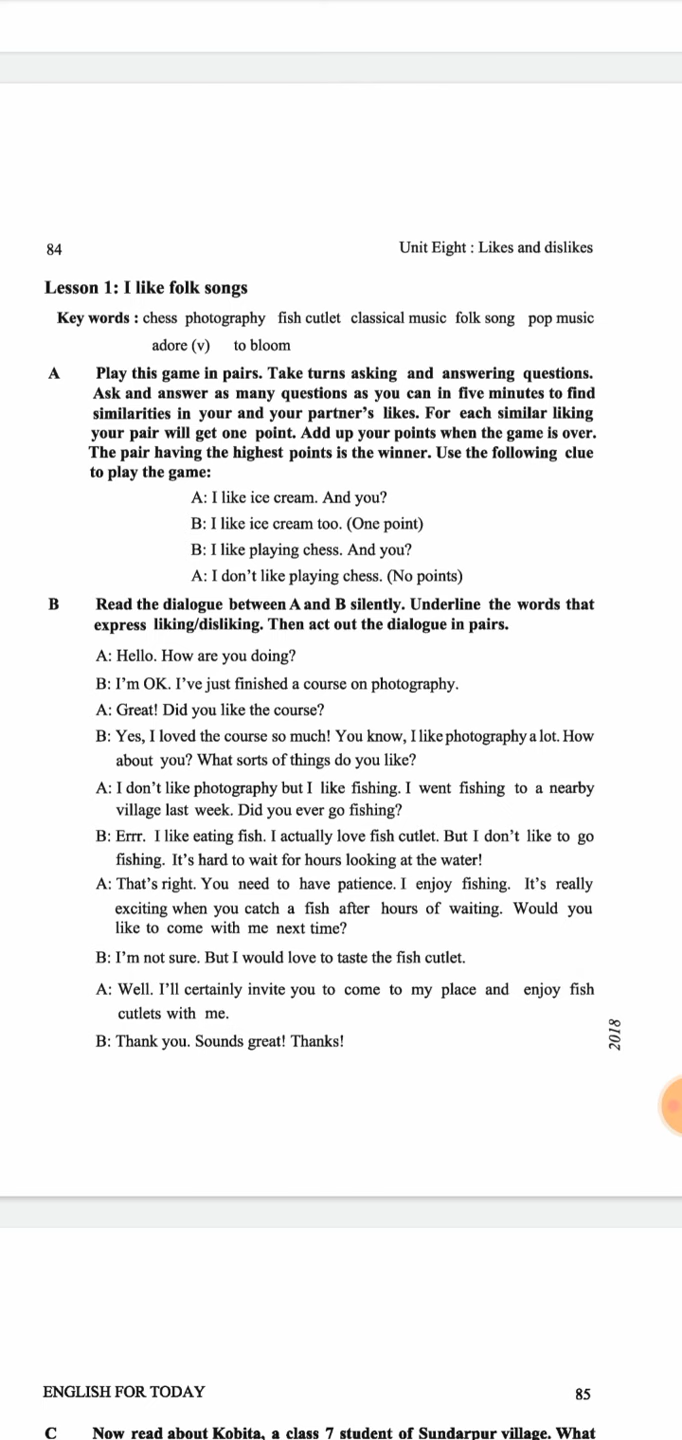 84 Unit Eight : Likes and dislikes
Lesson 1: I like folk songs
Key words : chess photography fish cutlet classical music folk song pop music
adore (v) to bloom
A Play this game in pairs. Take turns asking and answering questions.
Ask and answer as many questions as you can in five minutes to find
similarities in your and your partner's likes. For each similar liking
your pair will get one point. Add up your points when the game is over.
The pair having the highest points is the winner. Use the following clue
to play the game:
A: I like ice cream. And you?
B: I like ice cream too. (One point)
B: I like playing chess. And you?
A: I don't like playing chess. (No points)
B Read the dialogue between A and B silently. Underline the words that
express liking/disliking. Then act out the dialogue in pairs.
A: Hello. How are you doing?
B: I'm OK. I've just finished a course on photography.
A: Great! Did you like the course?
B: Yes, I loved the course so much! You know, I like photography a lot. How
about you? What sorts of things do you like?
A: I don't like photography but I like fishing. I went fishing to a nearby
village last week. Did you ever go fishing?
B: Errr. I like eating fish. I actually love fish cutlet. But I don't like to go
fishing. It's hard to wait for hours looking at the water!
A: That's right. You need to have patience. I enjoy fishing. It's really
exciting when you catch a fish after hours of waiting. Would you
like to come with me next time?
B: I'm not sure. But I would love to taste the fish cutlet.
A: Well. I'll certainly invite you to come to my place and enjoy fish
cutlets with me.
B: Thank you. Sounds great! Thanks!
2018
ENGLISH FOR TODAY 85
C Now read about Kobita, a class 7 student of Sundarpur village. What